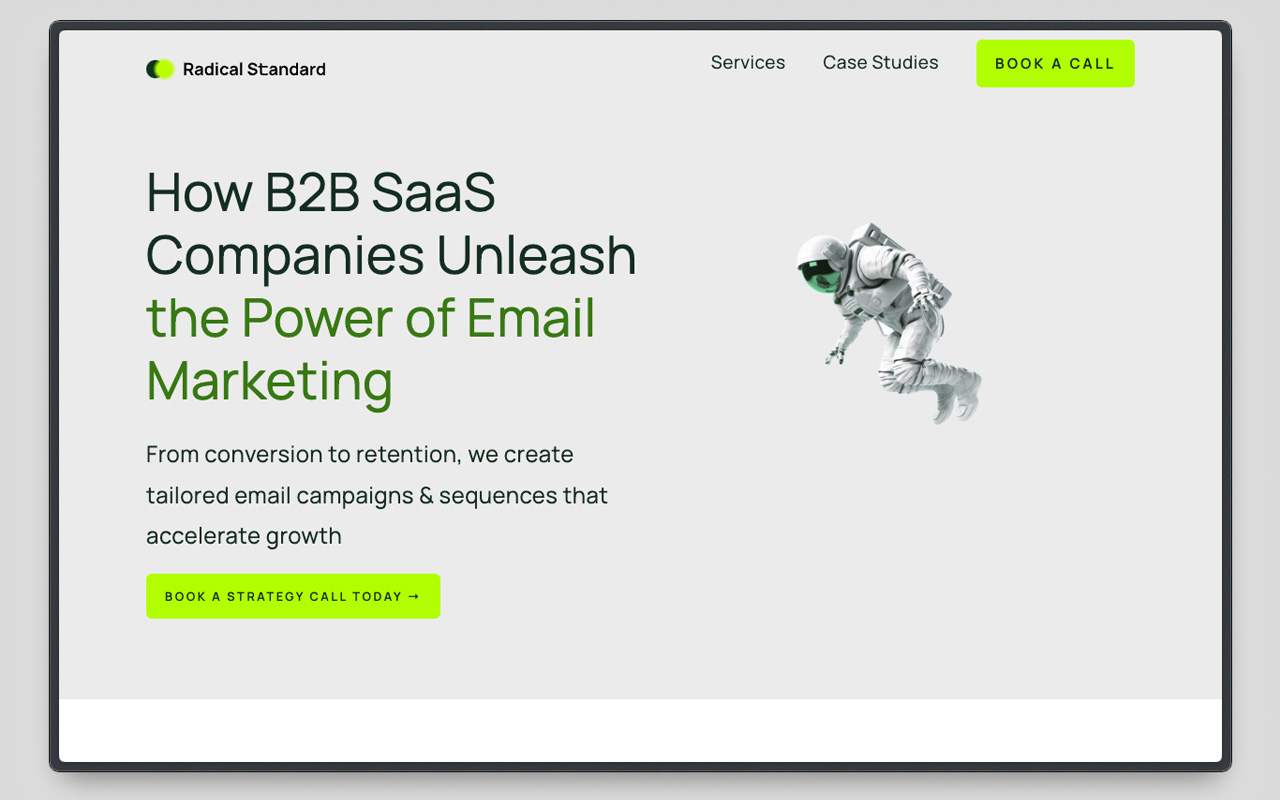 Radical Standard
Services
Case Studies
BOOK A CALL
How B2B SaaS
Companies Unleash
the Power of Email
Marketing
From conversion to retention, we create
tailored email campaigns & sequences that
accelerate growth
BOOK A STRATEGY CALL TODAY →